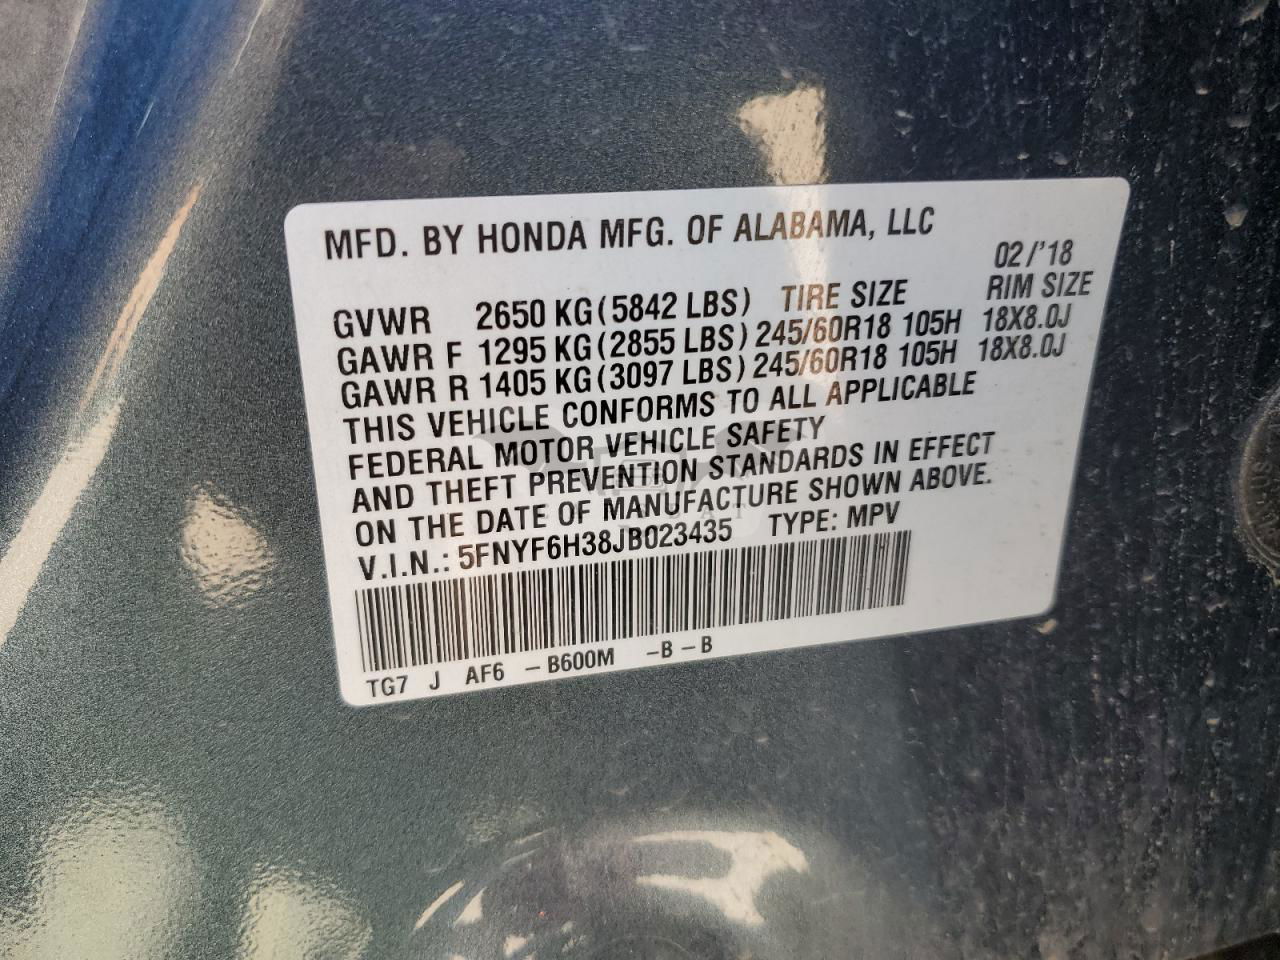 MFD. BY HONDA MFG. OF ALABAMA, LLC
02/'18
GVWR 2650 KG (5842 LBS) TIRE SIZE RIM SIZE
GAWR F 1295 KG (2855 LBS) 245/60R18 105H 18X8.0J
GAWR R 1405 KG (3097 LBS) 245/60R18 105H 18X8.0J
THIS VEHICLE CONFORMS TO ALL APPLICABLE
FEDERAL MOTOR VEHICLE SAFETY
AND THEFT PREVENTION STANDARDS IN EFFECT
ON THE DATE OF MANUFACTURE SHOWN ABOVE.
V.I.N.: 5FNYF6H38JB023435 TYPE: MPV
TG7 J AF6 -B600M -B-B